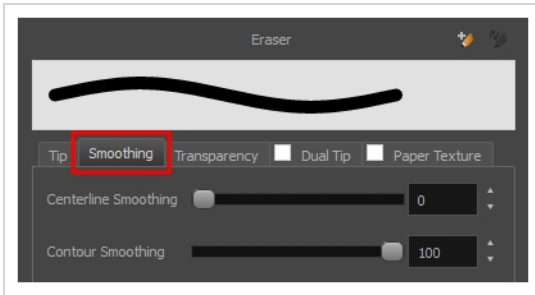 Eraser
Tip Smoothing Transparency Dual Tip Paper Texture
Centerline Smoothing 0
Contour Smoothing 100